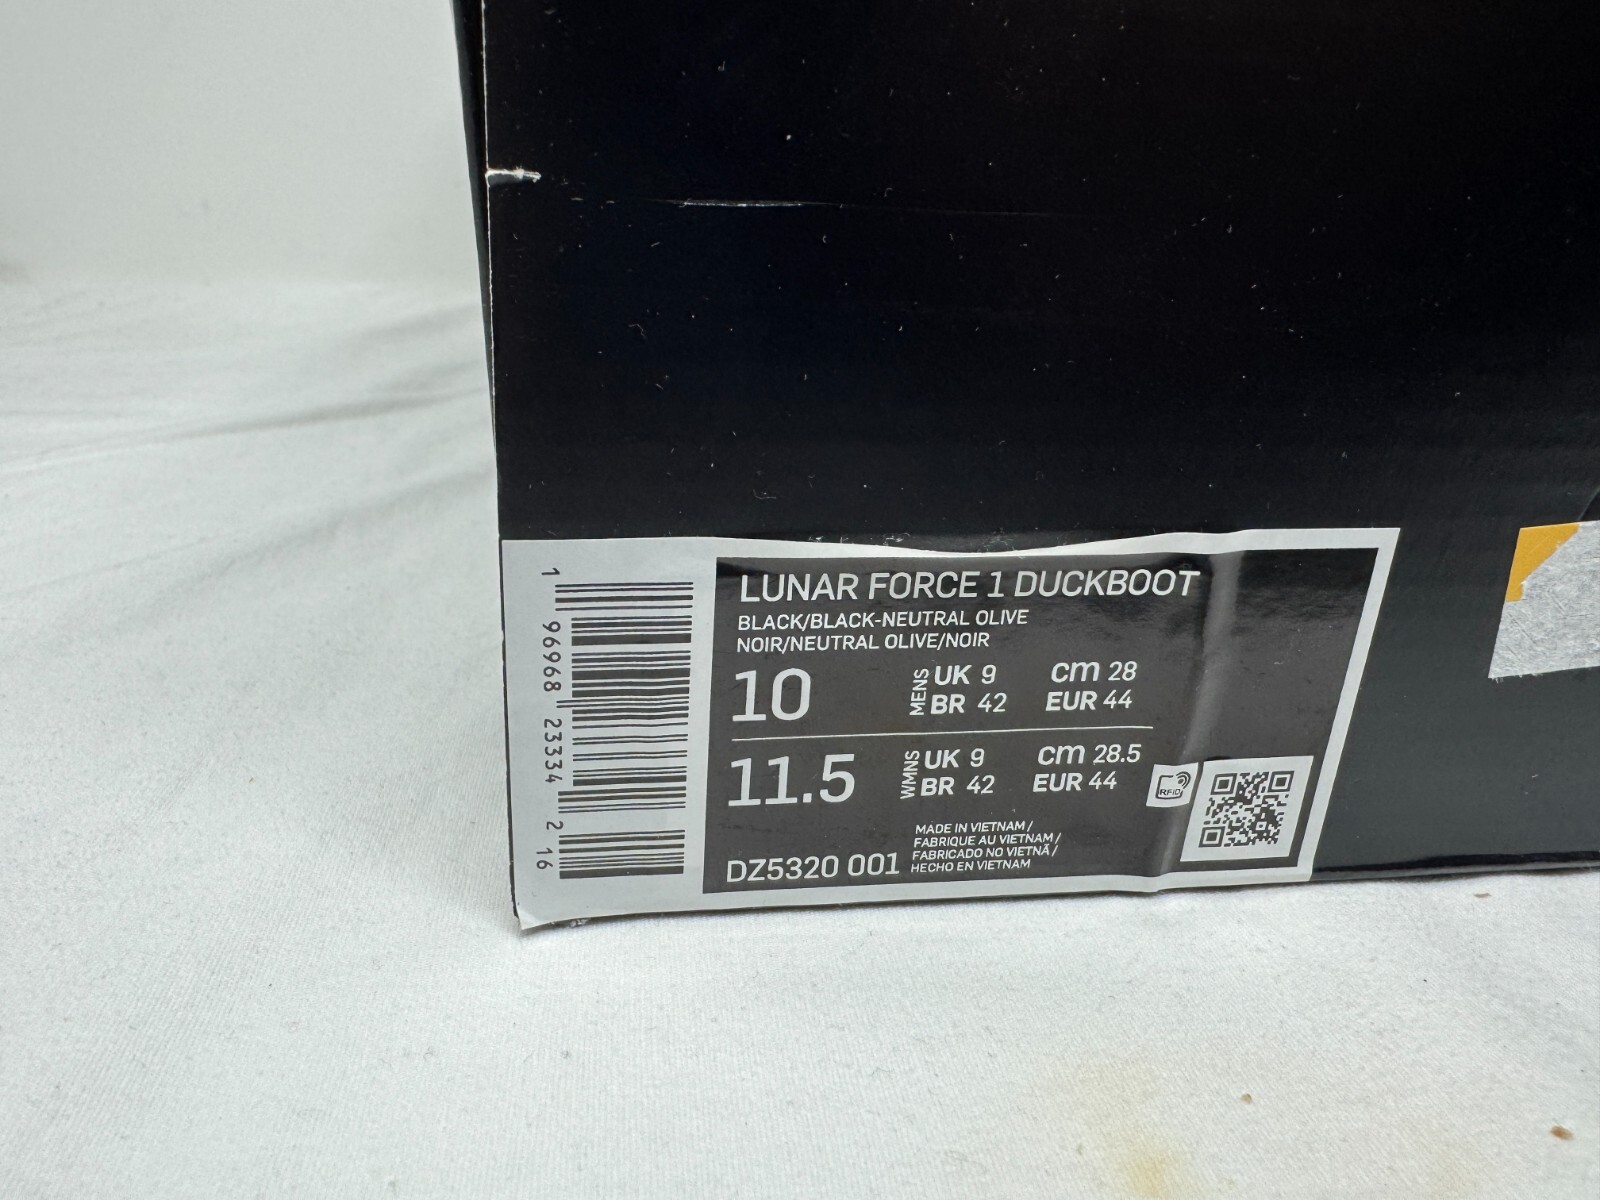 LUNAR FORCE 1 DUCKBOOT
BLACK/BLACK-NEUTRAL OLIVE
NOIR/NEUTRAL OLIVE/NOIR
10 MENS UK 9 cm 28
BR 42 EUR 44
11.5 WMNS UK 9 cm 28.5
BR 42 EUR 44
RFID
DZ5320 001
MADE IN VIETNAM /
FABRIQUE AU VIETNAM /
FABRICADO NO VIETNÃ /
HECHO EN VIETNAM
1 96968 23334 2 16